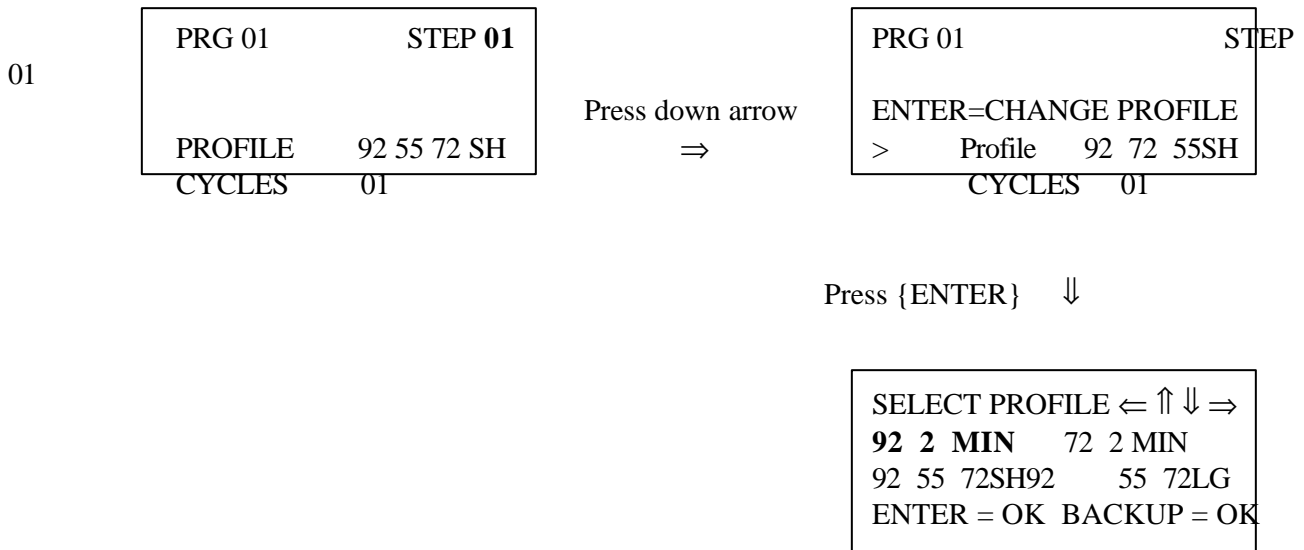 PRG 01 STEP 01
01
PROFILE 92 55 72 SH
CYCLES 01
Press down arrow
⇒
PRG 01 STEP
ENTER=CHANGE PROFILE
> Profile 92 72 55SH
CYCLES 01
Press {ENTER} ⇓
SELECT PROFILE ⇐ ⇑ ⇓ ⇒
92 2 MIN 72 2 MIN
92 55 72SH92 55 72LG
ENTER = OK BACKUP = OK